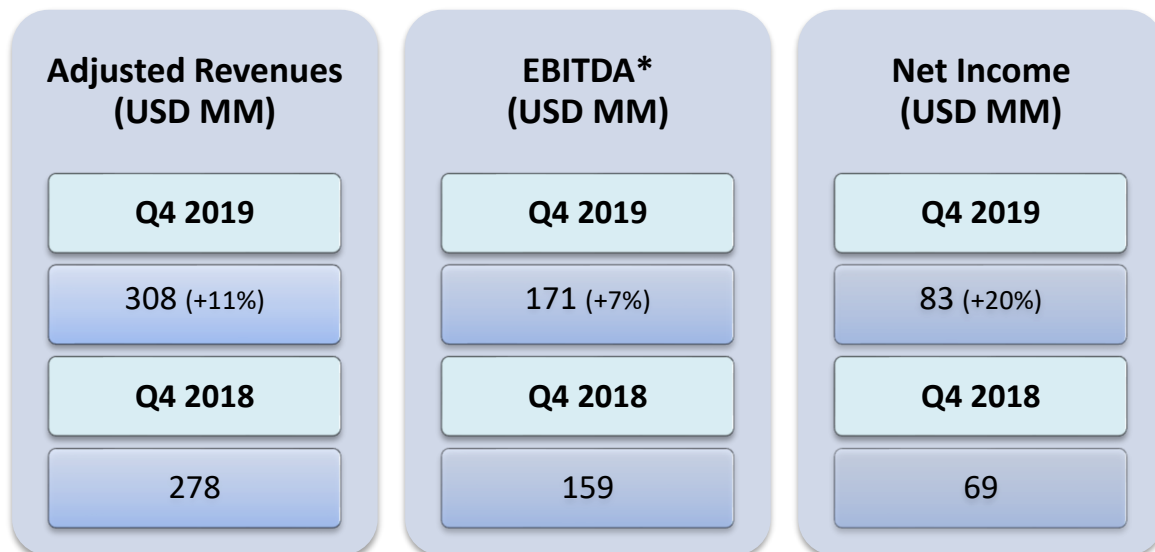 Adjusted Revenues
(USD MM)
Q4 2019
308 (+11%)
Q4 2018
278
EBITDA*
(USD MM)
Q4 2019
171 (+7%)
Q4 2018
159
Net Income
(USD MM)
Q4 2019
83 (+20%)
Q4 2018
69